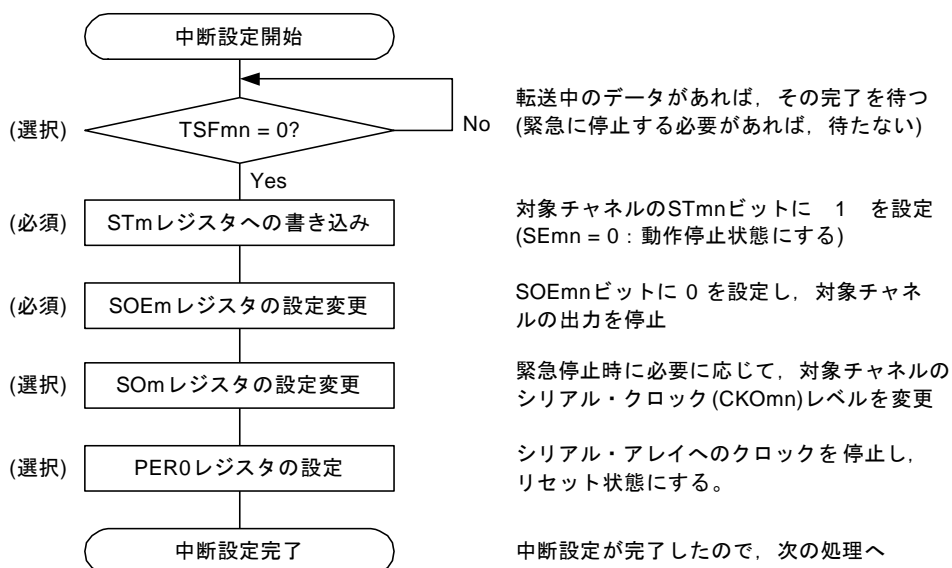 中断設定開始
(選択)
TSFmn = 0?
No
転送中のデータがあれば，その完了を待つ
(緊急に停止する必要があれば，待たない)
Yes
(必須)
STmレジスタへの書き込み
対象チャネルのSTmnビットに 1 を設定
(SEmn = 0：動作停止状態にする)
(必須)
SOEmレジスタの設定変更
SOEmnビットに 0 を設定し，対象チャネ
ルの出力を停止
(選択)
SOmレジスタの設定変更
緊急停止時に必要に応じて，対象チャネルの
シリアル・クロック(CKOmn)レベルを変更
(選択)
PER0レジスタの設定
シリアル・アレイへのクロックを停止し，
リセット状態にする。
中断設定完了
中断設定が完了したので，次の処理へ